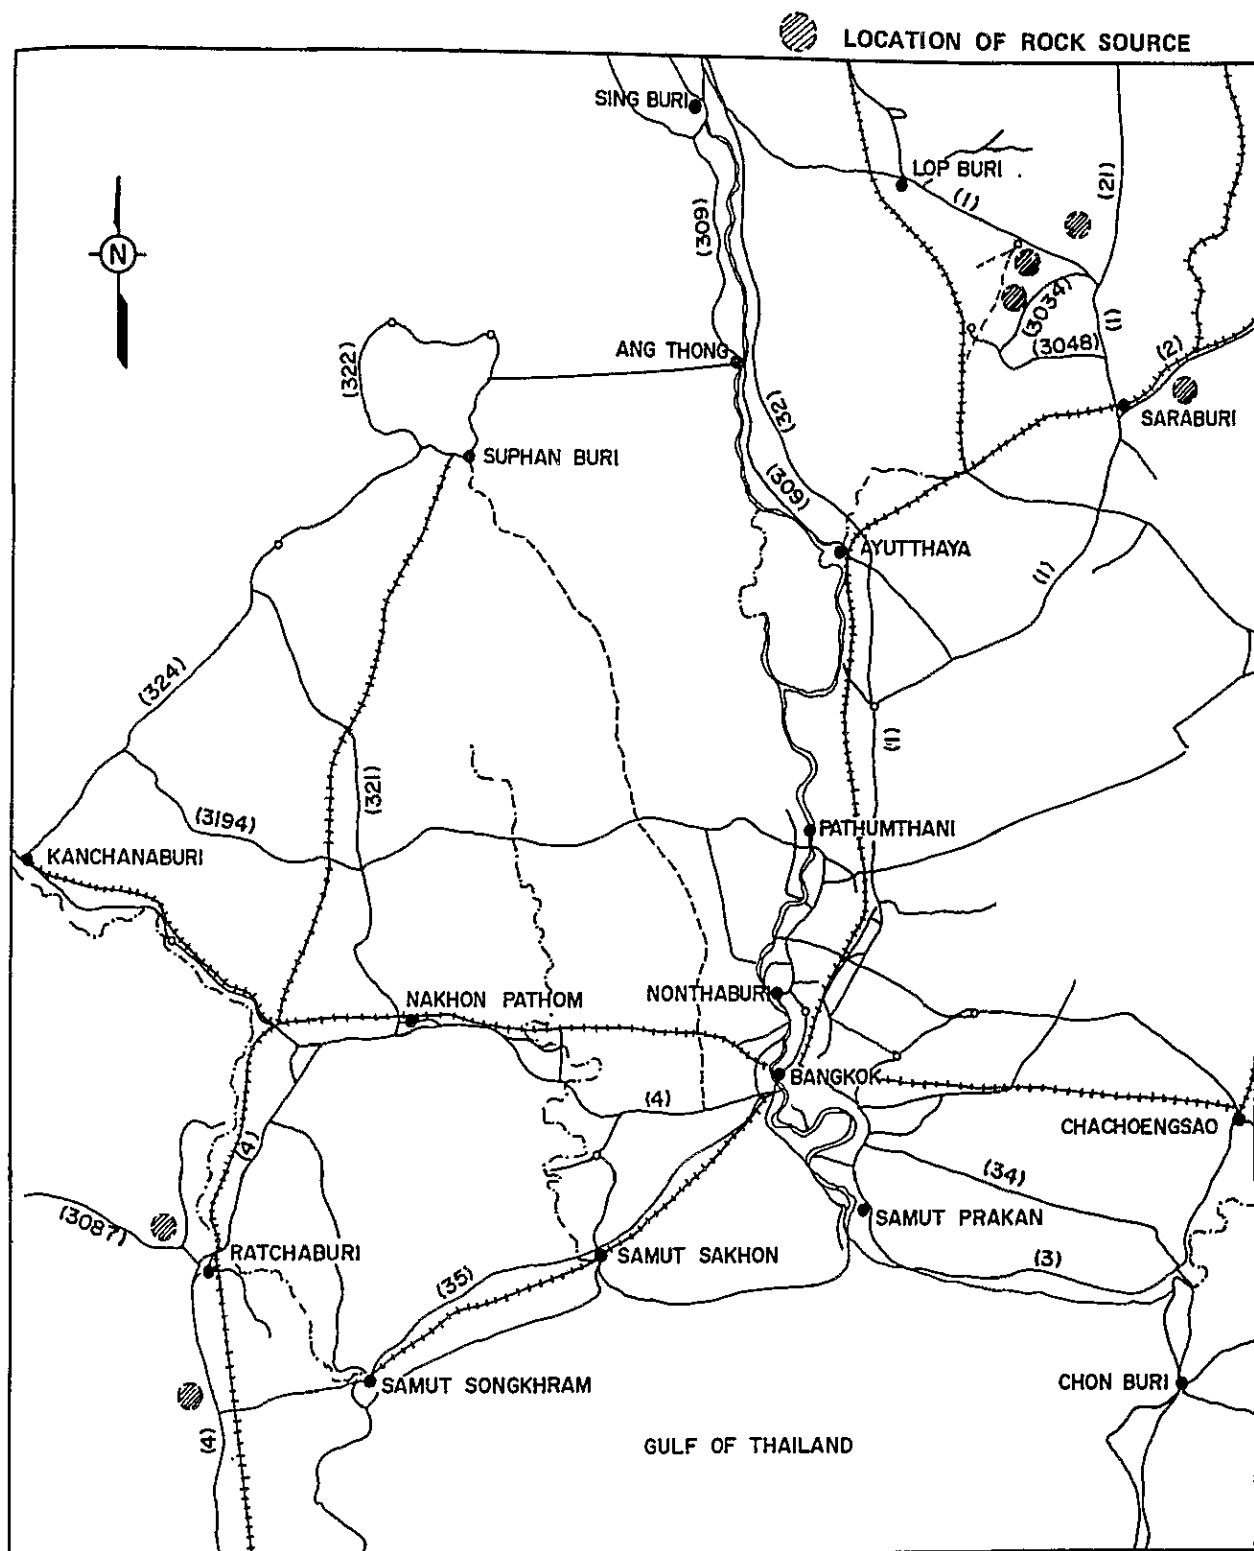 LOCATION OF ROCK SOURCE
SING BURI
LOP BURI
(1)
(21)
(309)
N
(3034)
(1)
ANG THONG
(322)
(3048)
(2)
(32)
SARABURI
SUPHAN BURI
(309)
AYUTTHAYA
(1)
(324)
(1)
(321)
(3194)
PATHUMTHANI
KANCHANABURI
NAKHON PATHOM
NONTHABURI
BANGKOK
(4)
CHACHOENGSAO
(4)
(34)
(3087)
SAMUT PRAKAN
RATCHABURI
SAMUT SAKHON
(3)
(35)
SAMUT SONGKHRAM
CHON BURI
(4)
GULF OF THAILAND